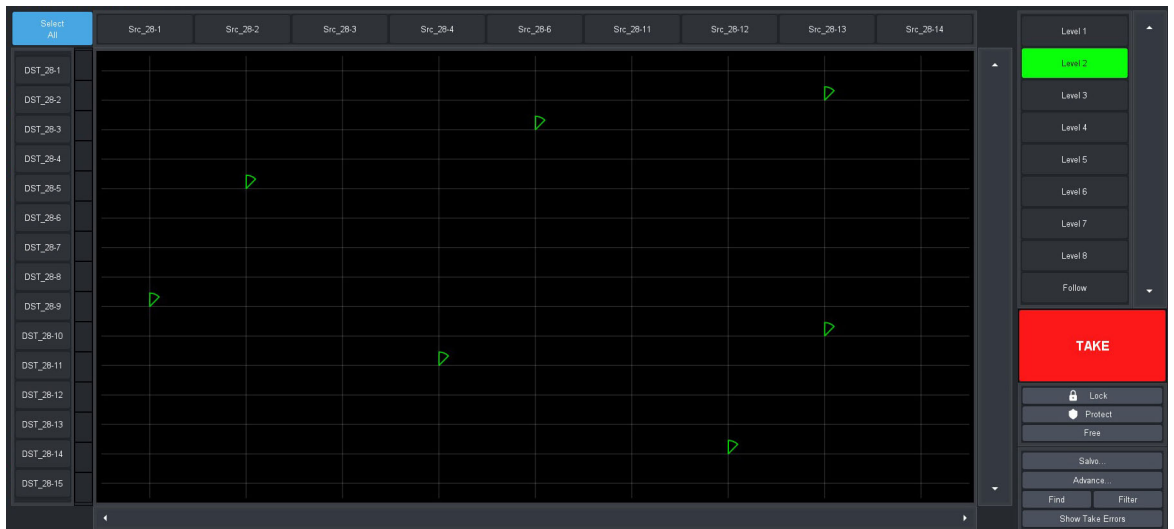 Select
All
Src_28-1
Src_28-2
Src_28-3
Src_28-4
Src_28-6
Src_28-11
Src_28-12
Src_28-13
Src_28-14
DST_28-1
DST_28-2
DST_28-3
DST_28-4
DST_28-5
DST_28-6
DST_28-7
DST_28-8
DST_28-9
DST_28-10
DST_28-11
DST_28-12
DST_28-13
DST_28-14
DST_28-15
Level 1
Level 2
Level 3
Level 4
Level 5
Level 6
Level 7
Level 8
Follow
TAKE
Lock
Protect
Free
Salvo...
Advance...
Find
Filter
Show Take Errors